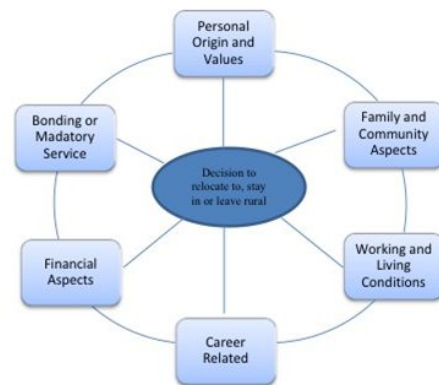 Personal
Origin and
Values
Bonding or
Madatory
Service
Family and
Community
Aspects
Decision to
relocate to, stay
in or leave rural
Financial
Aspects
Working and
Living
Conditions
Career
Related